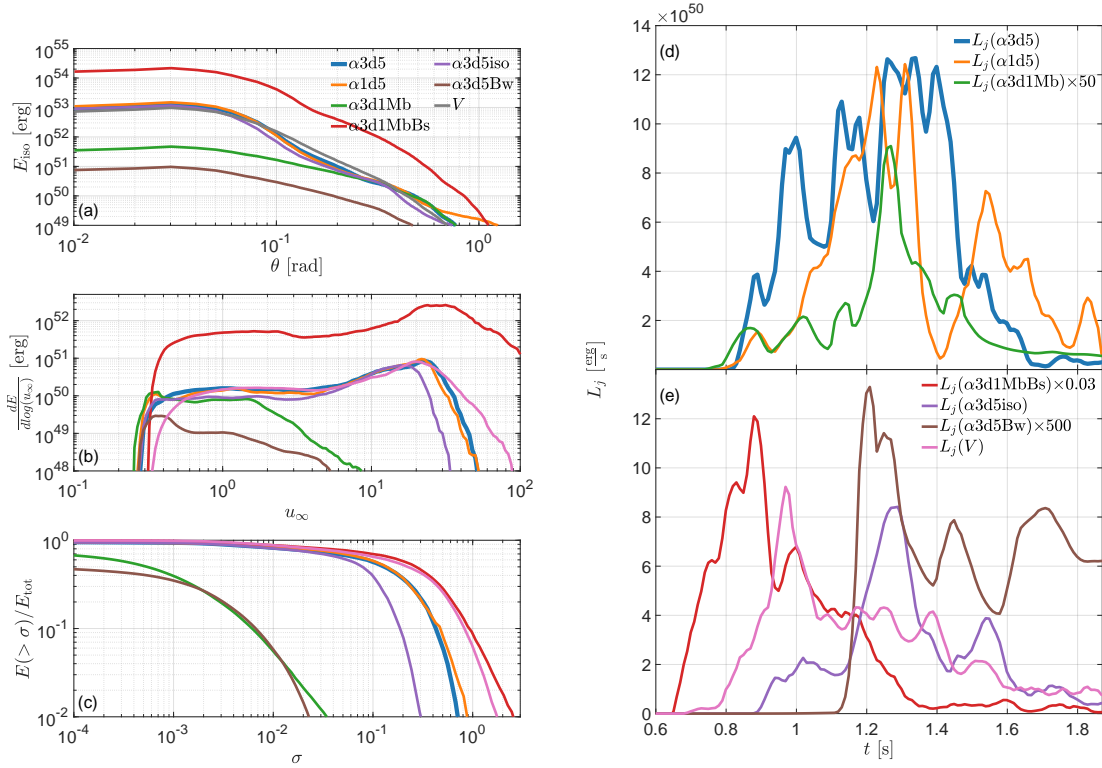 10^55
10^54
10^53
10^52
10^51
10^50
10^49
E_iso [erg]
α3d5
α1d5
α3d1Mb
α3d1MbBs
α3d5iso
α3d5Bw
V
(a)
10^-2
10^-1
10^0
θ [rad]
10^52
10^51
10^50
10^49
10^48
dE/dlog(u_∞) [erg]
(b)
10^-1
10^0
10^1
10^2
u_∞
10^0
10^-1
10^-2
E(> σ)/E_tot
(c)
10^-4
10^-3
10^-2
10^-1
10^0
σ
14 ×10^50
12
10
8
6
4
2
(d)
L_j(α3d5)
L_j(α1d5)
L_j(α3d1Mb)×50
L_j [erg/s]
12
10
8
6
4
2
0
(e)
L_j(α3d1MbBs)×0.03
L_j(α3d5iso)
L_j(α3d5Bw)×500
L_j(V)
0.6
0.8
1
1.2
1.4
1.6
1.8
t [s]